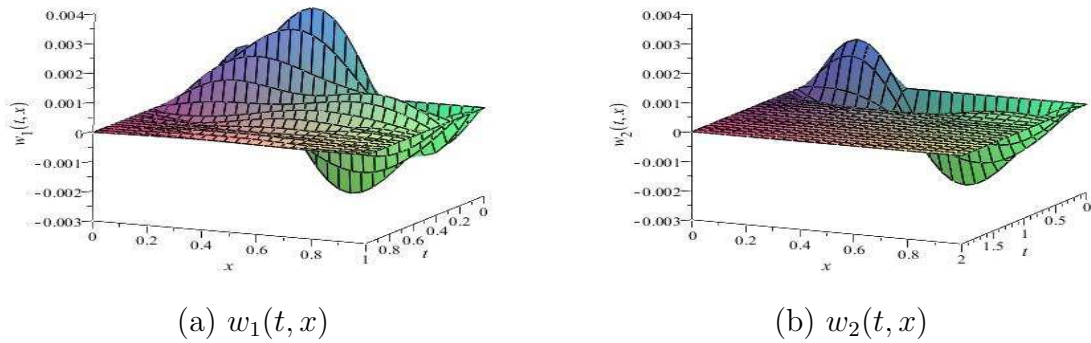 0.004
0.003
0.002
0.001
0
-0.001
-0.002
-0.003
w₁(t,x)
0 0.2 0.4 0.6 0.8 1
x
0.8 0.6 0.4 0.2 0
t
(a) w₁(t, x)
0.004
0.003
0.002
0.001
0
-0.001
-0.002
-0.003
w₂(t,x)
0 0.2 0.4 0.6 0.8 2
x
1.5 1 0.5 0
t
(b) w₂(t, x)